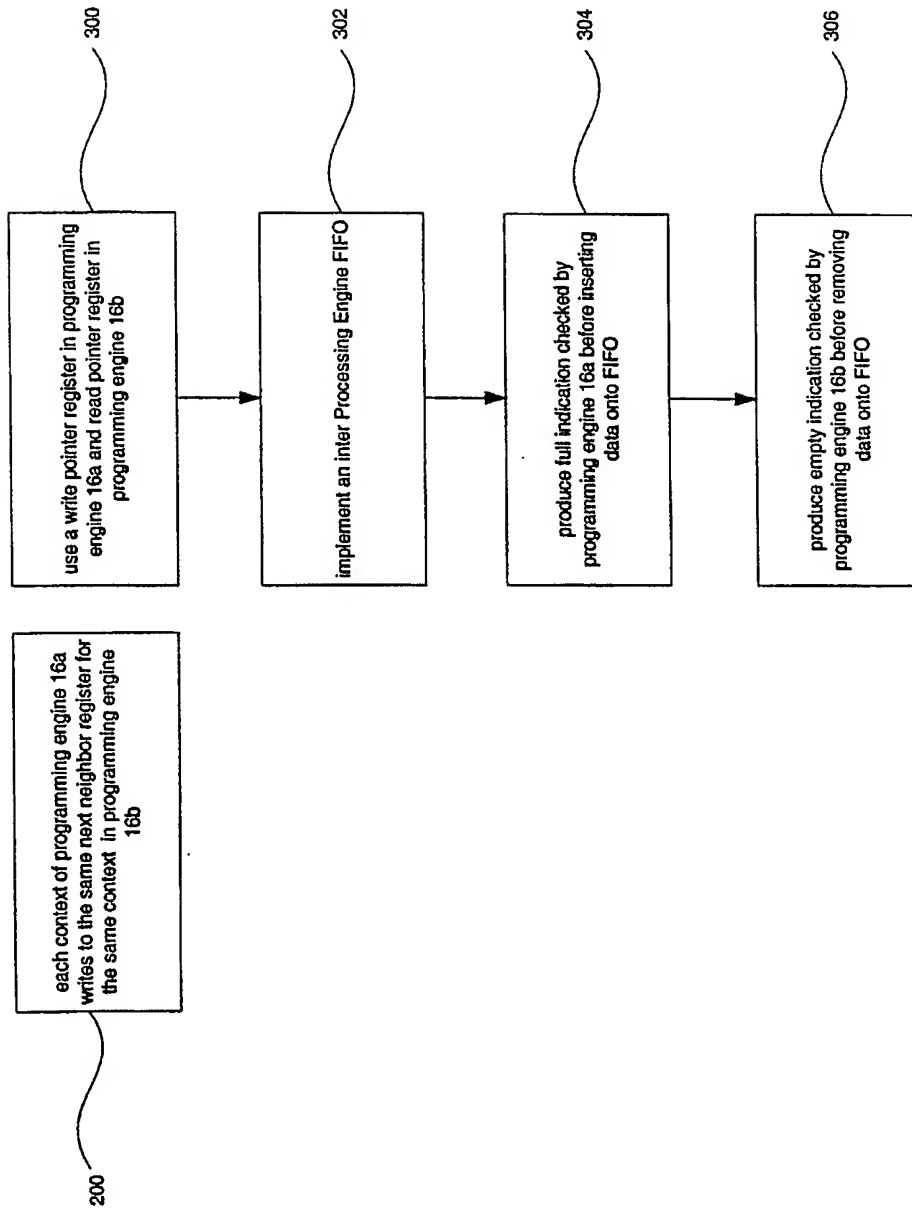 each context of programming engine 16a
writes to the same next neighbor register for
the same context in programming engine
16b
200
use a write pointer register in programming
engine 16a and read pointer register in
programming engine 16b
300
implement an inter Processing Engine FIFO
302
produce full indication checked by
programming engine 16a before inserting
data onto FIFO
304
produce empty indication checked by
programming engine 16b before removing
data onto FIFO
306